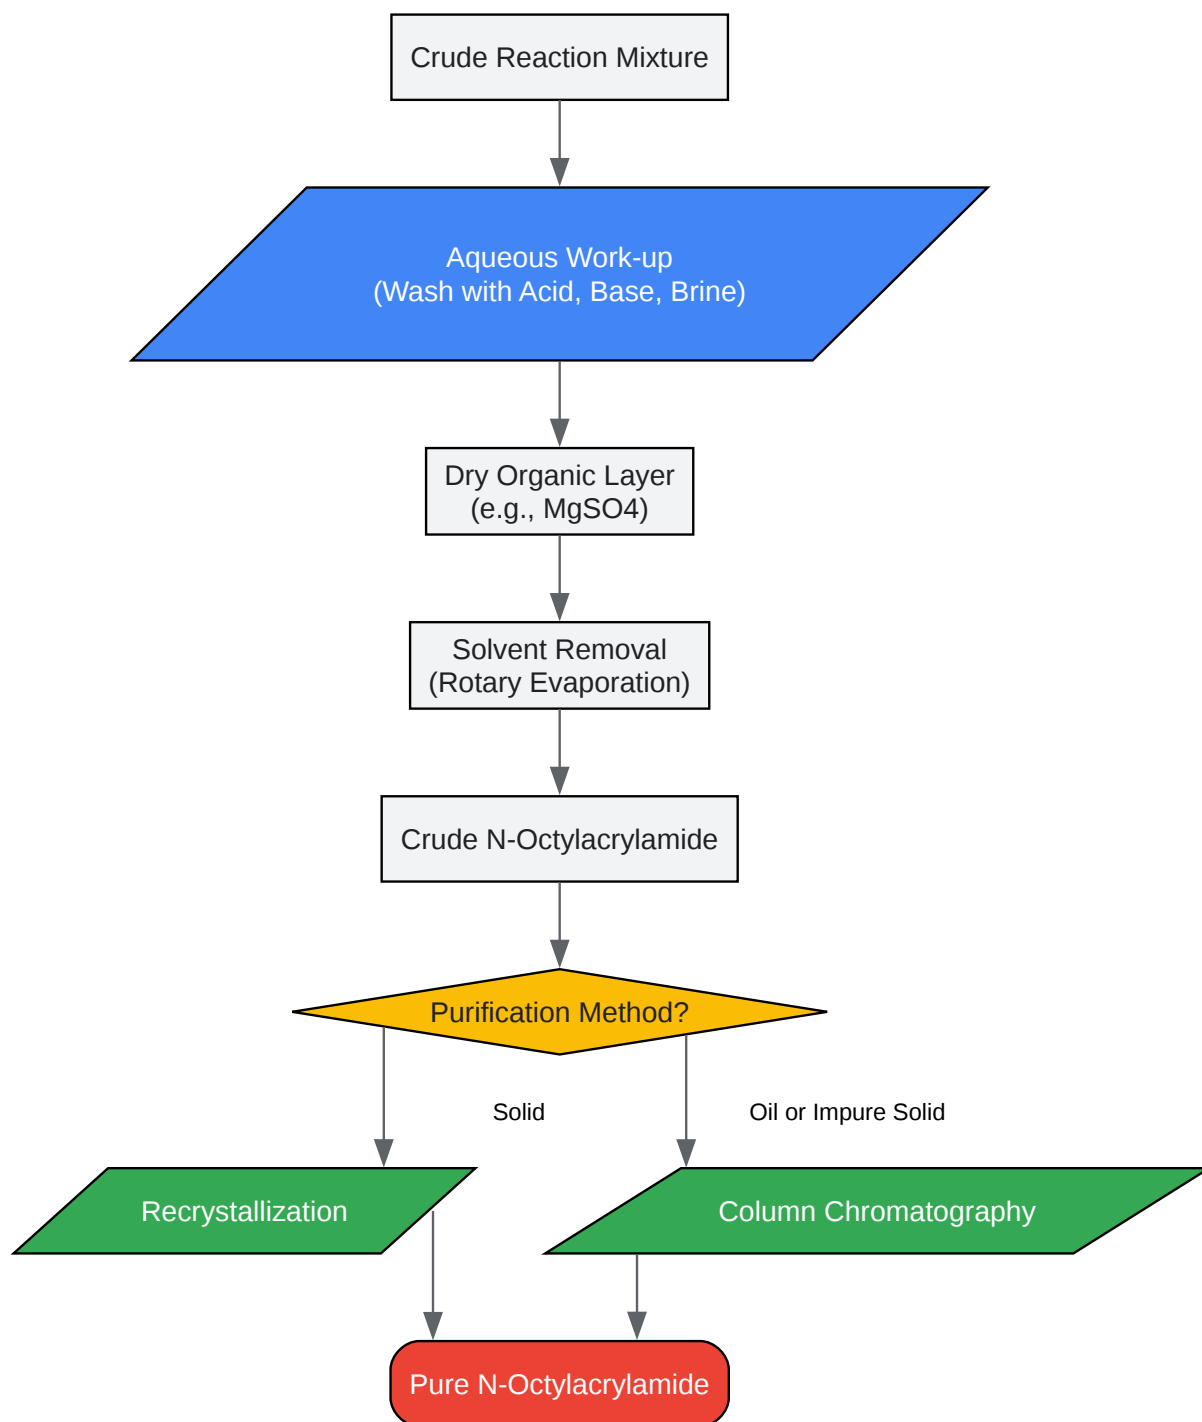 Crude Reaction Mixture
Aqueous Work-up
(Wash with Acid, Base, Brine)
Dry Organic Layer
(e.g., MgSO4)
Solvent Removal
(Rotary Evaporation)
Crude N-Octylacrylamide
Purification Method?
Solid
Oil or Impure Solid
Recrystallization
Column Chromatography
Pure N-Octylacrylamide